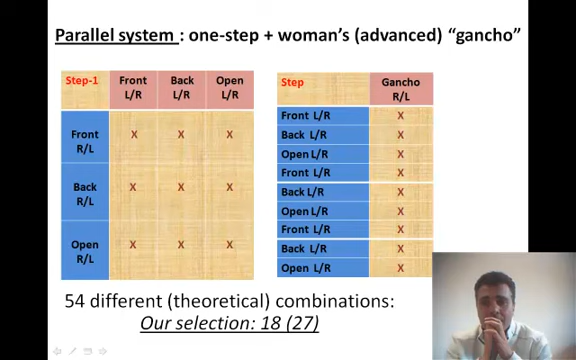 Parallel system : one-step + woman's (advanced) "gancho"
Step-1 Front L/R Back L/R Open L/R
Front R/L X X X
Back R/L X X X
Open R/L X X X
Step Gancho R/L
Front L/R X
Back L/R X
Open L/R X
Front L/R X
Back L/R X
Open L/R X
Front L/R X
Back L/R X
Open L/R X
54 different (theoretical) combinations:
Our selection: 18 (27)